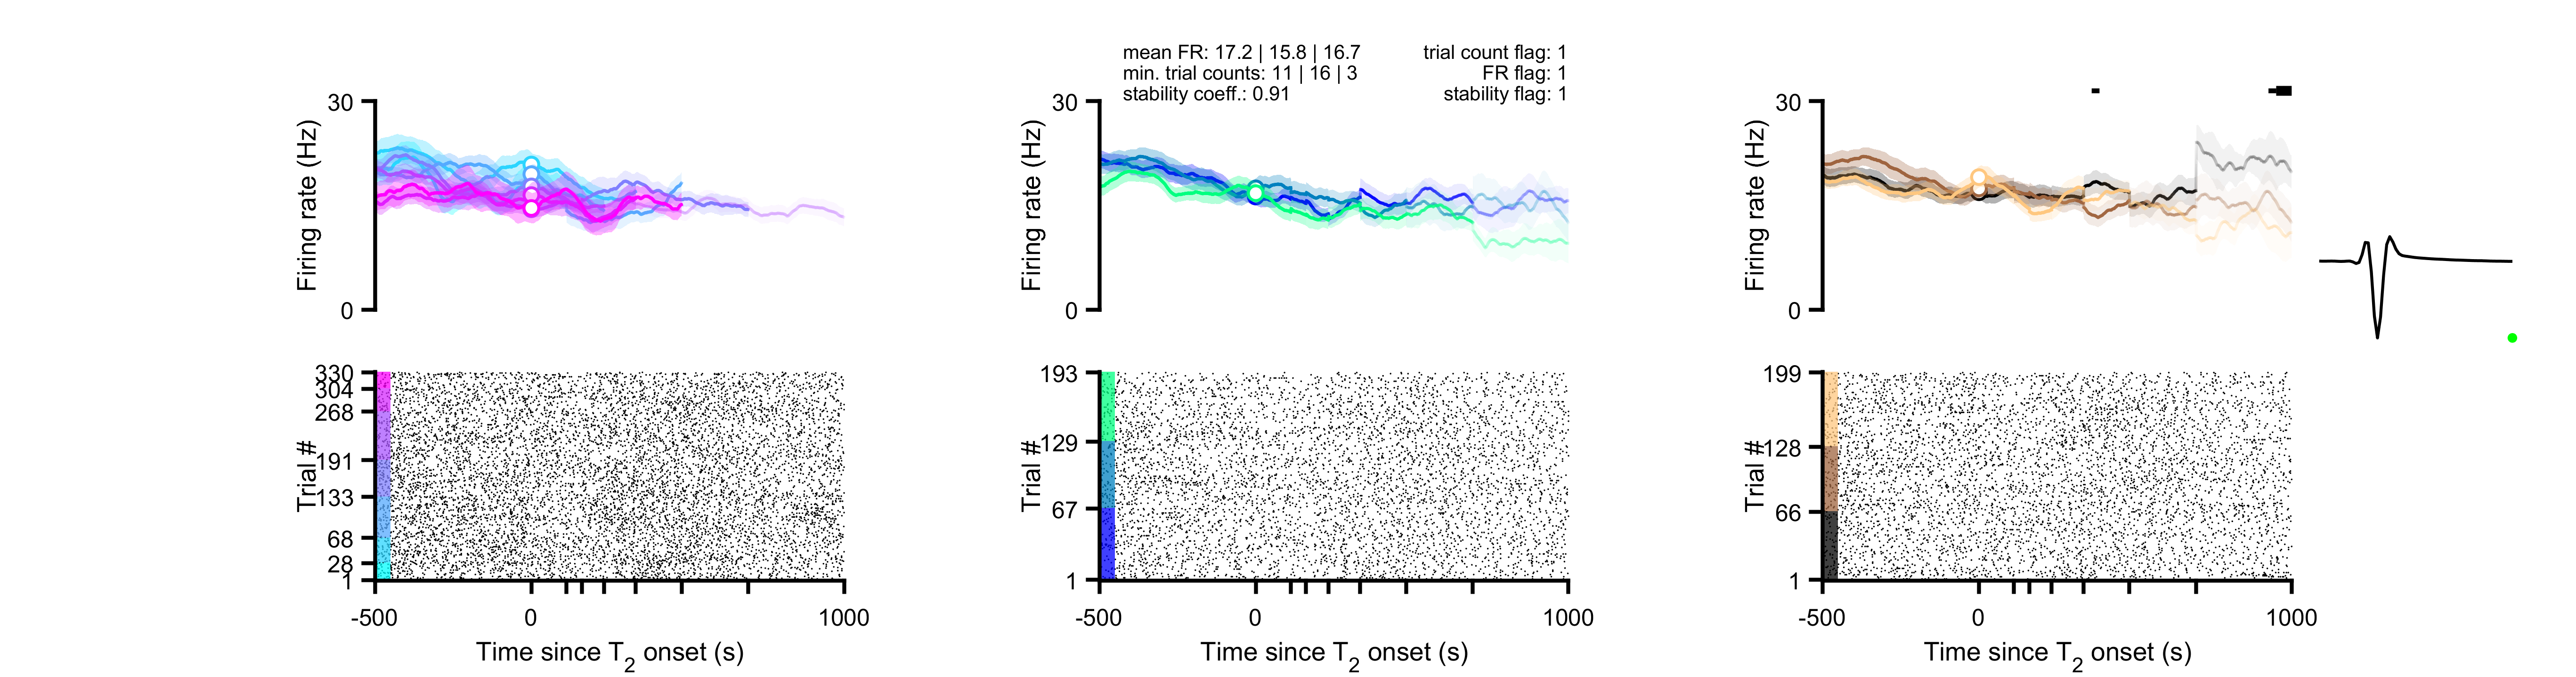 mean FR: 17.2 | 15.8 | 16.7
min. trial counts: 11 | 16 | 3
stability coeff.: 0.91
trial count flag: 1
FR flag: 1
stability flag: 1
30
Firing rate (Hz)
0
30
Firing rate (Hz)
0
30
Firing rate (Hz)
0
330
304
268
191
133
68
28
1
Trial #
-500
0
1000
Time since T2 onset (s)
193
129
67
1
Trial #
-500
0
1000
Time since T2 onset (s)
199
128
66
1
Trial #
-500
0
1000
Time since T2 onset (s)